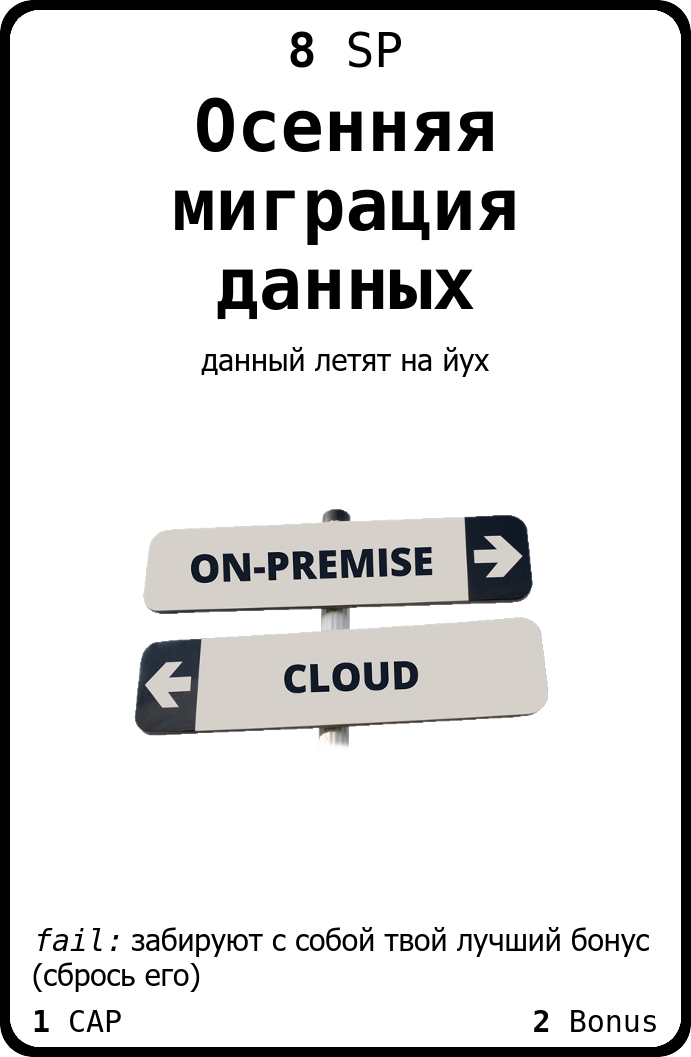 8 SP
Осенняя
миграция
данных
данный летят на йух
ON-PREMISE
CLOUD
fail: забируют с собой твой лучший бонус
(сбрось его)
1 CAP 2 Bonus